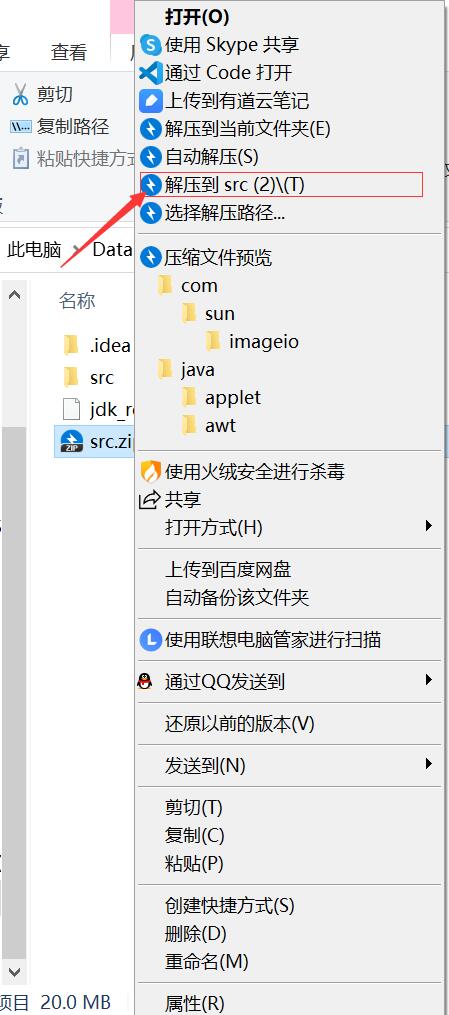 打开(O)
使用 Skype 共享
查看
通过 Code 打开
剪切
上传到有道云笔记
复制路径
解压到当前文件夹(E)
粘贴快捷方式
自动解压(S)
解压到 src (2)\(T)
选择解压路径...
此电脑
Data
压缩文件预览
com
名称
sun
.idea
imageio
src
java
jdk_r
applet
src.zip
awt
ZIP
使用火绒安全进行杀毒
共享
打开方式(H)
上传到百度网盘
自动备份该文件夹
使用联想电脑管家进行扫描
通过QQ发送到
还原以前的版本(V)
发送到(N)
剪切(T)
复制(C)
粘贴(P)
创建快捷方式(S)
删除(D)
重命名(M)
项目 20.0 MB
属性(R)